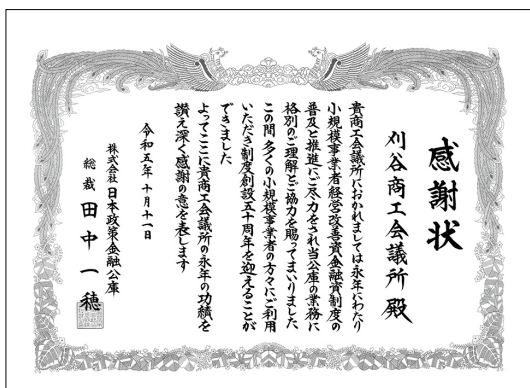 感謝状
刈谷商工会議所 殿
貴商工会議所におかれましては永年にわたり
小規模事業者経営改善資金融資制度の
普及と推進にご尽力をされ当公庫の業務に
格別のご理解とご協力を賜ってまいりました
この間 多くの小規模事業者の方々にご利用
いただき制度創設五十周年を迎えることが
できました
よってここに貴商工会議所の永年の功績を
讃え深く感謝の意を表します
令和五年十月十一日
株式会社 日本政策金融公庫
総裁 田中一穂